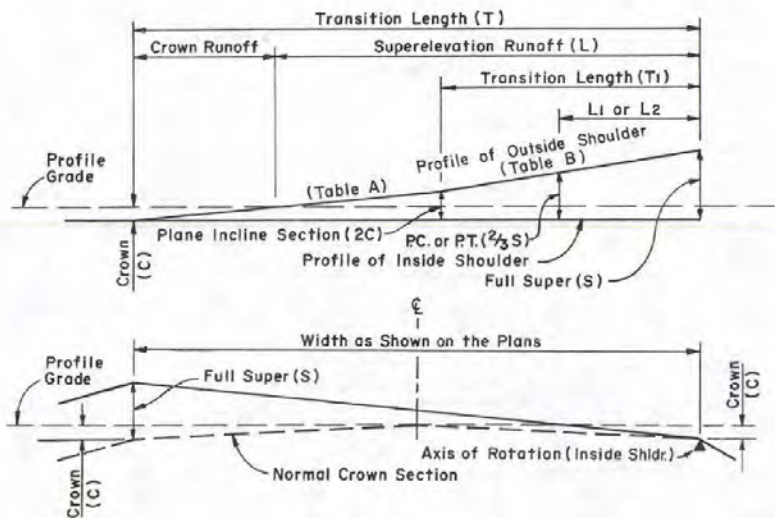 Transition Length (T)
Crown Runoff
Superelevation Runoff (L)
Transition Length (T1)
L1 or L2
Profile of Outside Shoulder
(Table B)
Profile
Grade
(Table A)
Plane Incline Section (2C)
P.C. or P.T. (2/3 S)
Profile of Inside Shoulder
Crown
(C)
Full Super (S)
℄
Width as Shown on the Plans
Profile
Grade
Full Super (S)
Crown
(C)
Axis of Rotation (Inside Shldr.)
Normal Crown Section
Crown
(C)